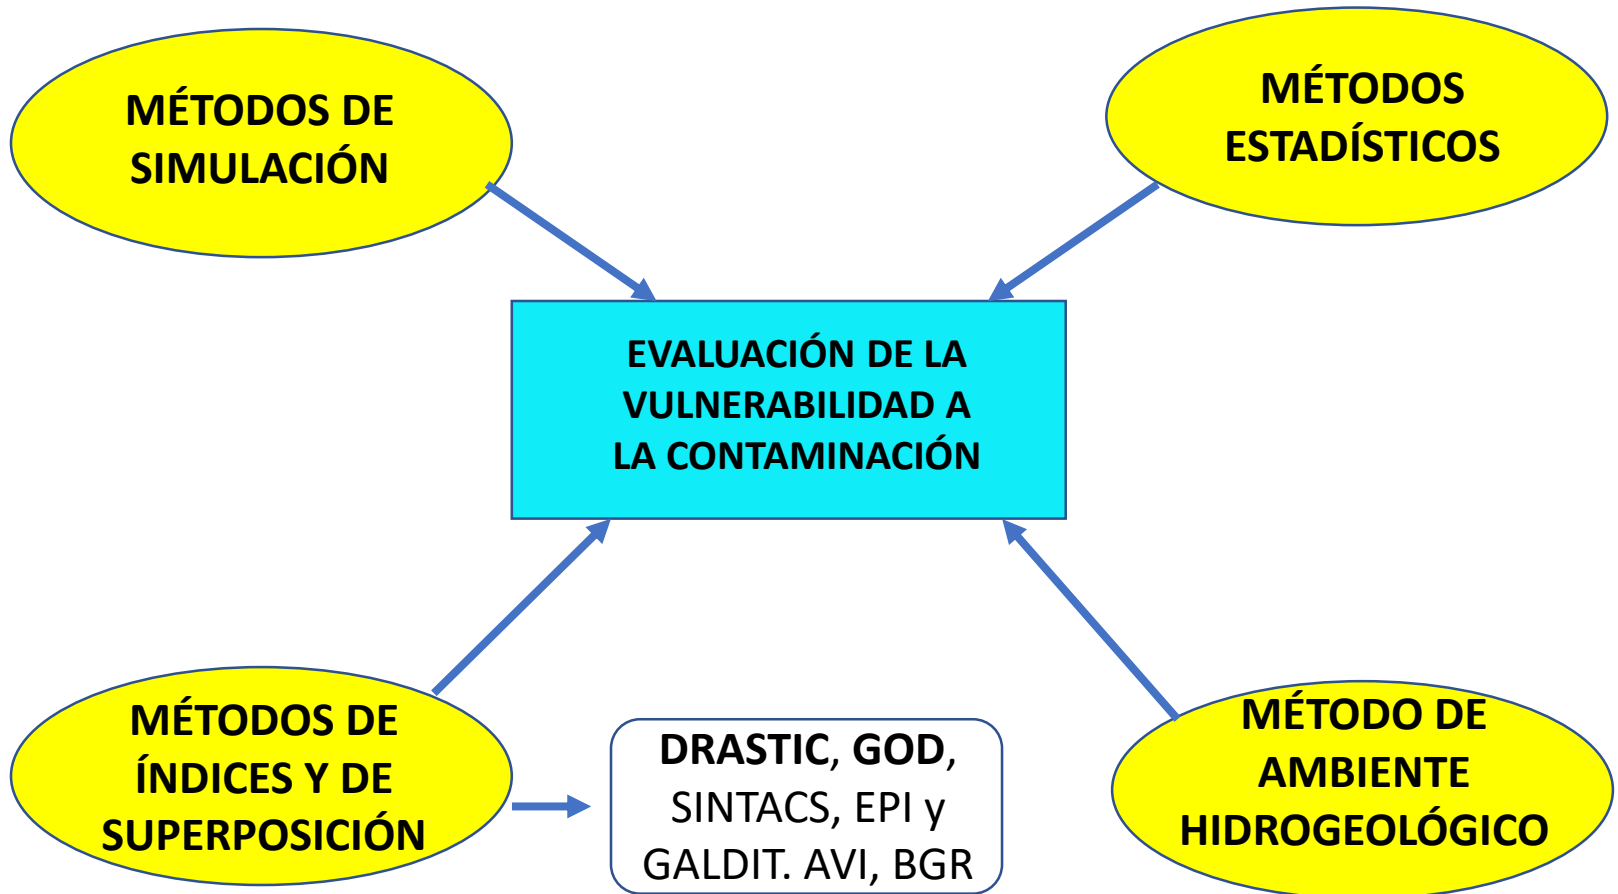 MÉTODOS DE
SIMULACIÓN
MÉTODOS
ESTADÍSTICOS
EVALUACIÓN DE LA
VULNERABILIDAD A
LA CONTAMINACIÓN
MÉTODOS DE
ÍNDICES Y DE
SUPERPOSICIÓN
DRASTIC, GOD,
SINTACS, EPI y
GALDIT. AVI, BGR
MÉTODO DE
AMBIENTE
HIDROGEOLÓGICO